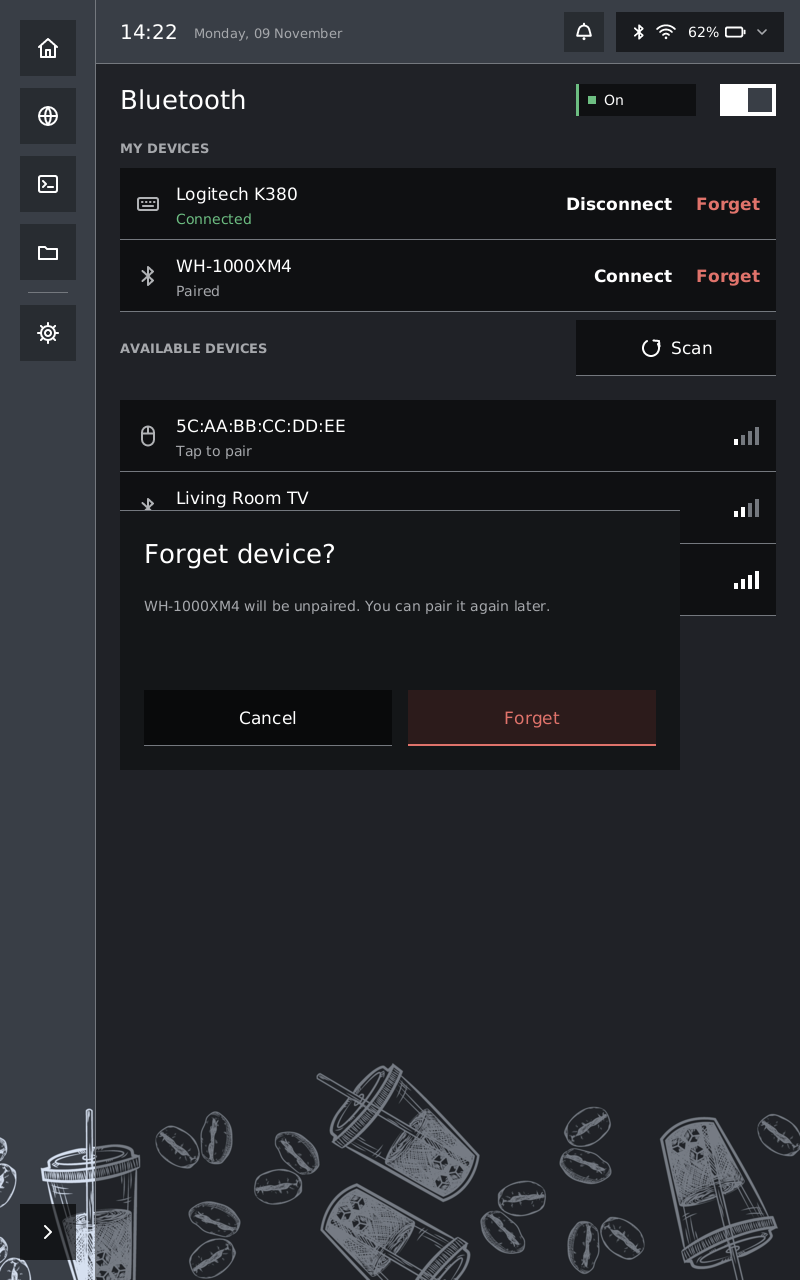 14:22 Monday, 09 November 62%
Bluetooth On
MY DEVICES
Logitech K380
Connected
Disconnect Forget
WH-1000XM4
Paired
Connect Forget
AVAILABLE DEVICES Scan
5C:AA:BB:CC:DD:EE
Tap to pair
Living Room TV
Forget device?
WH-1000XM4 will be unpaired. You can pair it again later.
Cancel Forget